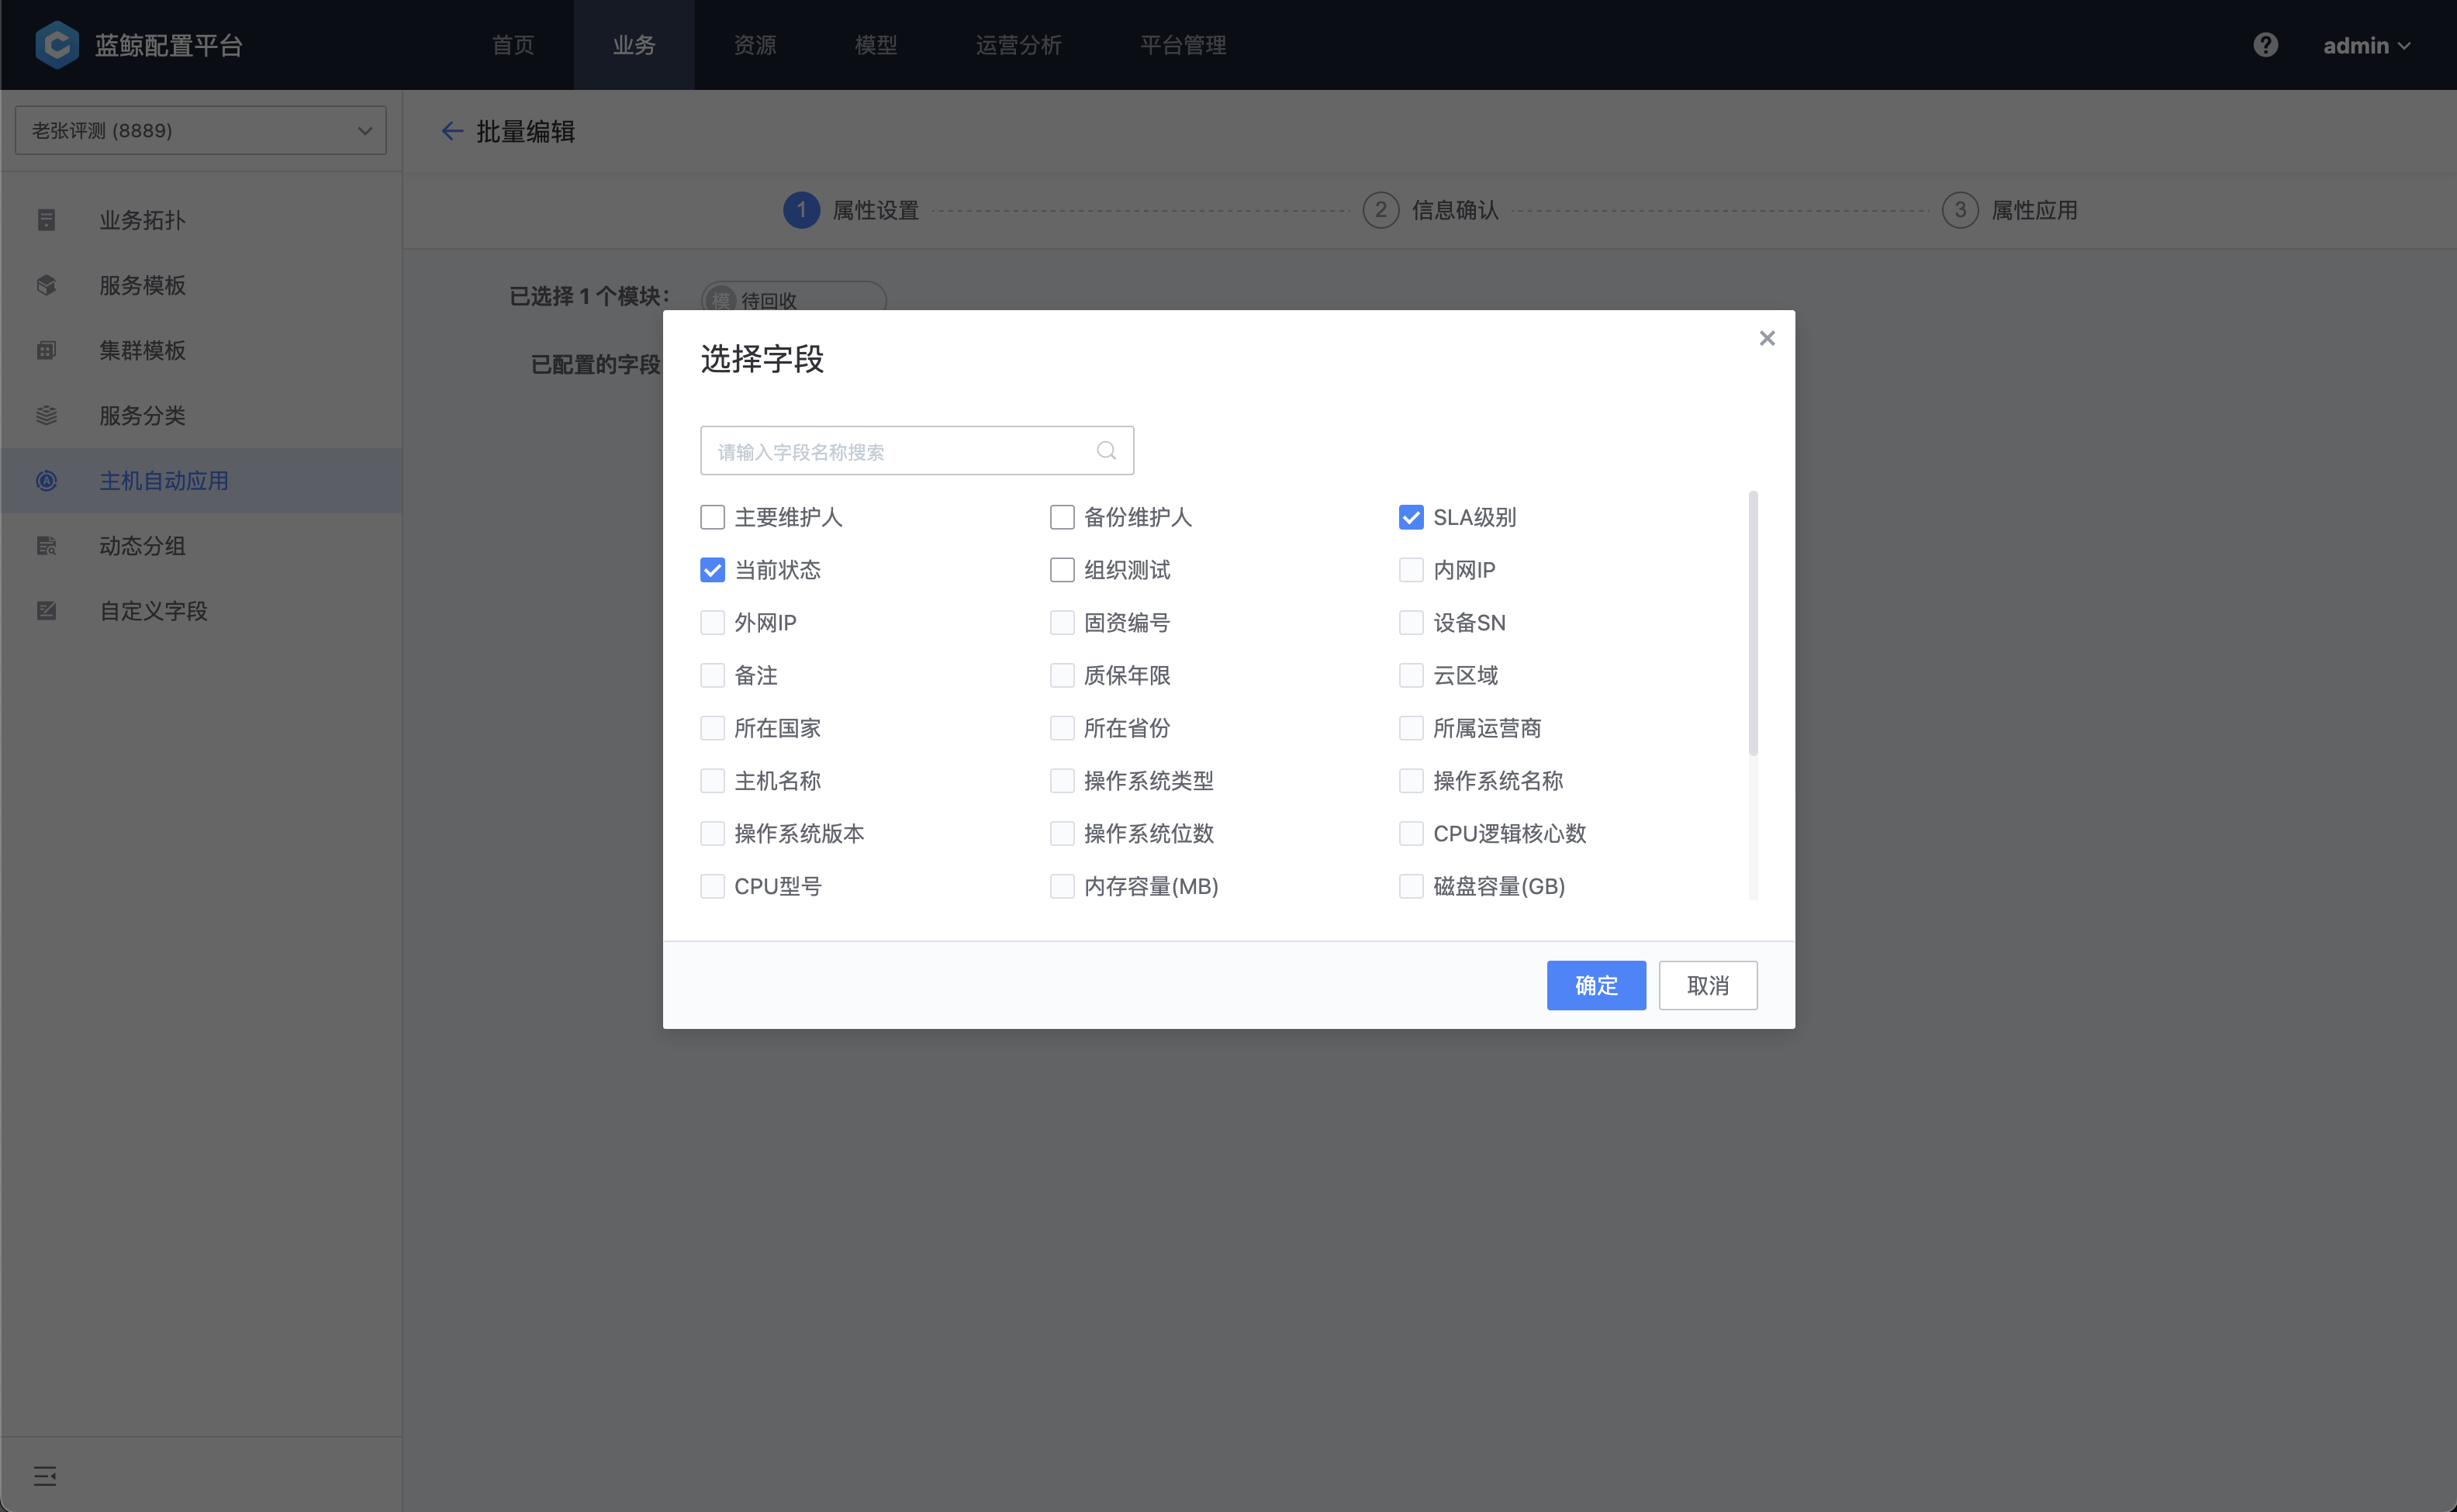 蓝鲸配置平台 首页 业务 资源 模型 运营分析 平台管理 admin
老张评测 (8889)
业务拓扑
服务模板
集群模板
服务分类
主机自动应用
动态分组
自定义字段
批量编辑
1 属性设置 2 信息确认 3 属性应用
已选择 1 个模块： 模 待回收
已配置的字段
选择字段
请输入字段名称搜索
主要维护人 备份维护人 SLA级别
当前状态 组织测试 内网IP
外网IP 固资编号 设备SN
备注 质保年限 云区域
所在国家 所在省份 所属运营商
主机名称 操作系统类型 操作系统名称
操作系统版本 操作系统位数 CPU逻辑核心数
CPU型号 内存容量(MB) 磁盘容量(GB)
确定 取消